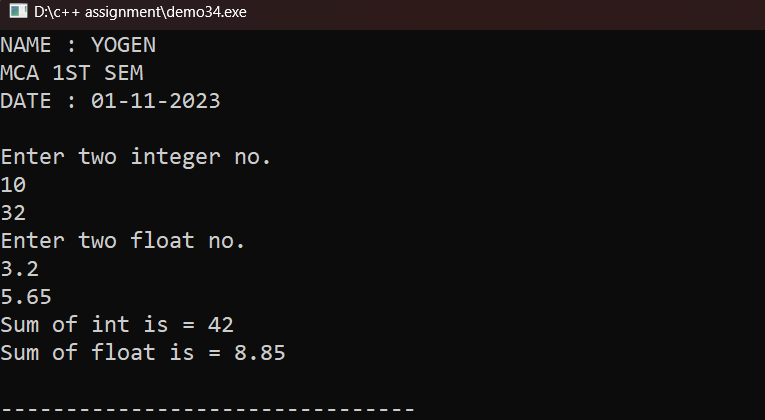 D:\c++ assignment\demo34.exe
NAME : YOGEN
MCA 1ST SEM
DATE : 01-11-2023
Enter two integer no.
10
32
Enter two float no.
3.2
5.65
Sum of int is = 42
Sum of float is = 8.85
--------------------------------